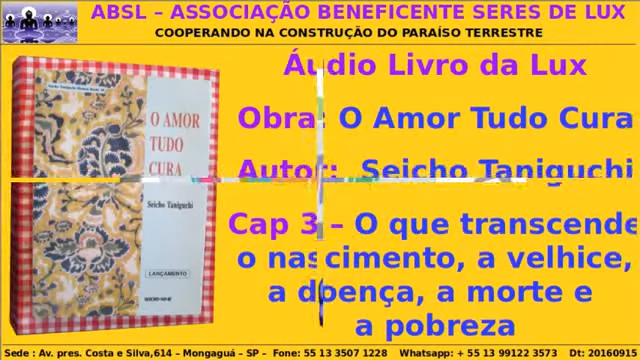 ABSL – ASSOCIAÇÃO BENEFICENTE SERES DE LUX
COOPERANDO NA CONSTRUÇÃO DO PARAÍSO TERRESTRE
Áudio Livro da Lux
Obra: O Amor Tudo Cura
Autor: Seicho Taniguchi
Cap 3 – O que transcende
o nascimento, a velhice,
a doença, a morte e
a pobreza
O AMOR
TUDO
CURA
Seicho Taniguchi
LANÇAMENTO
Sede : Av. pres. Costa e Silva,614 – Mongaguá – SP – Fone: 55 13 3507 1228 Whatsapp: + 55 13 99122 3573 Dt: 20160915